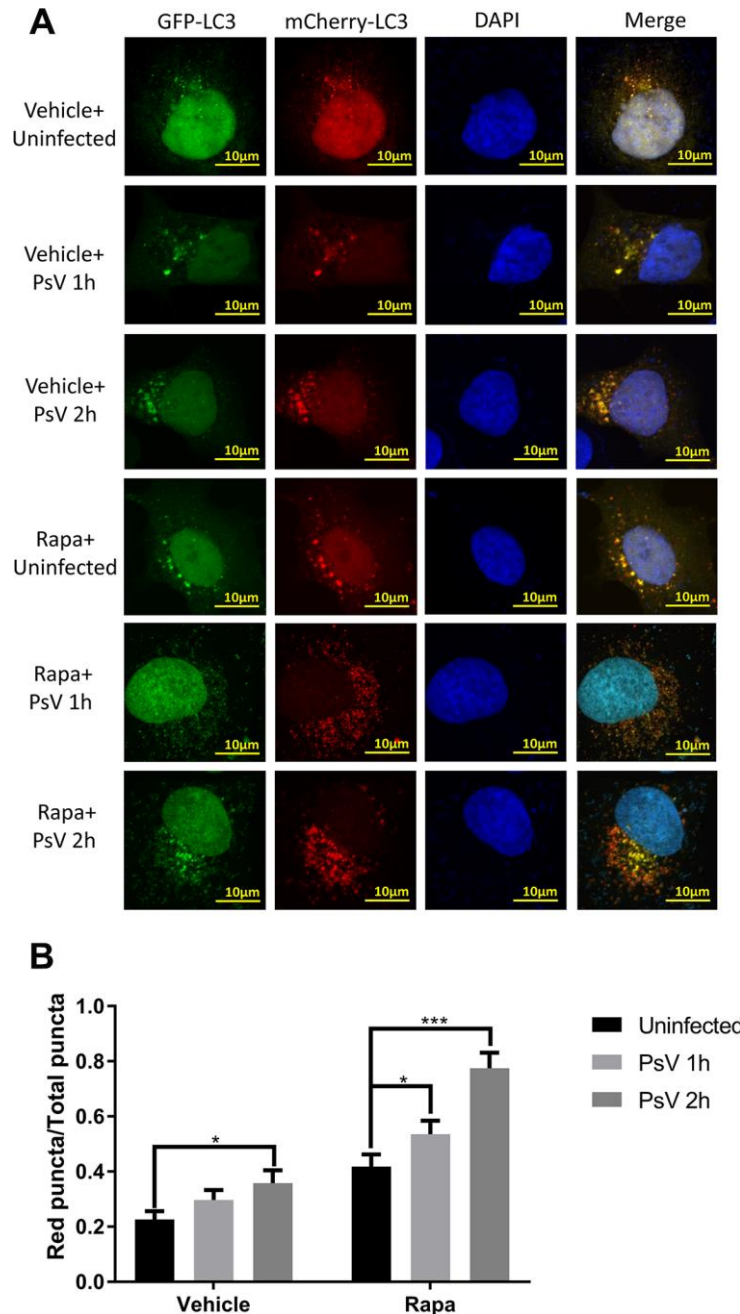 A
GFP-LC3 mCherry-LC3 DAPI Merge
Vehicle+
Uninfected
10μm 10μm 10μm 10μm
Vehicle+
PsV 1h
10μm 10μm 10μm 10μm
Vehicle+
PsV 2h
10μm 10μm 10μm 10μm
Rapa+
Uninfected
10μm 10μm 10μm 10μm
Rapa+
PsV 1h
10μm 10μm 10μm 10μm
Rapa+
PsV 2h
10μm 10μm 10μm 10μm
B
Red puncta/Total puncta
1.0
0.8
0.6
0.4
0.2
0.0
*
*
***
Vehicle Rapa
Uninfected
PsV 1h
PsV 2h